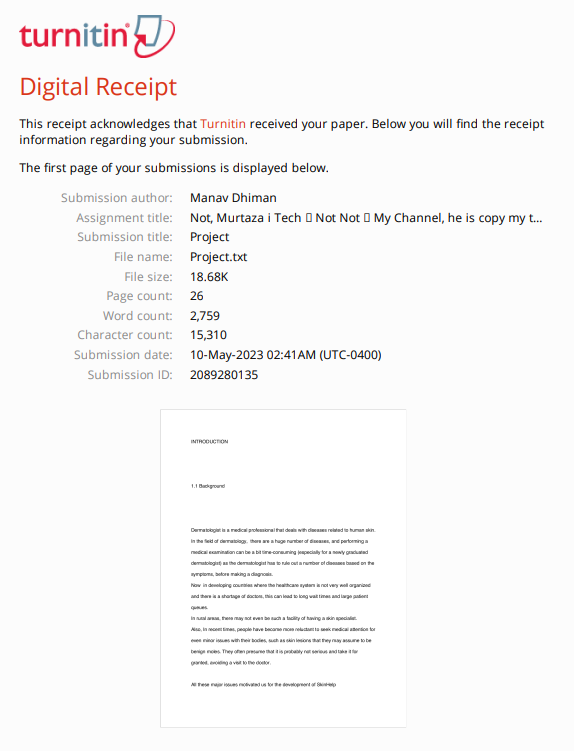 turnitin
Digital Receipt
This receipt acknowledges that Turnitin received your paper. Below you will find the receipt
information regarding your submission.
The first page of your submissions is displayed below.
Submission author: Manav Dhiman
Assignment title: Not, Murtaza i Tech ▯ Not Not ▯ My Channel, he is copy my t...
Submission title: Project
File name: Project.txt
File size: 18.68K
Page count: 26
Word count: 2,759
Character count: 15,310
Submission date: 10-May-2023 02:41AM (UTC-0400)
Submission ID: 2089280135
INTRODUCTION
1.1 Background
Dermatologist is a medical professional that deals with diseases related to human skin.
In the field of dermatology, there are a huge number of diseases, and performing a
medical examination can be a bit time-consuming (especially for a newly graduated
dermatologist) as the dermatologist has to rule out a number of diseases based on the
symptoms, before making a diagnosis.
Now in developing countries where the healthcare system is not very well organized
and there is a shortage of doctors, this can lead to long wait times and large patient
queues.
In rural areas, there may not even be such a facility of having a skin specialist.
Also, In recent times, people have become more reluctant to seek medical attention for
even minor issues with their bodies, such as skin lesions that they may assume to be
benign moles. They often presume that it is probably not serious and take it for
granted, avoiding a visit to the doctor.
All these major issues motivated us for the development of SkinHelp